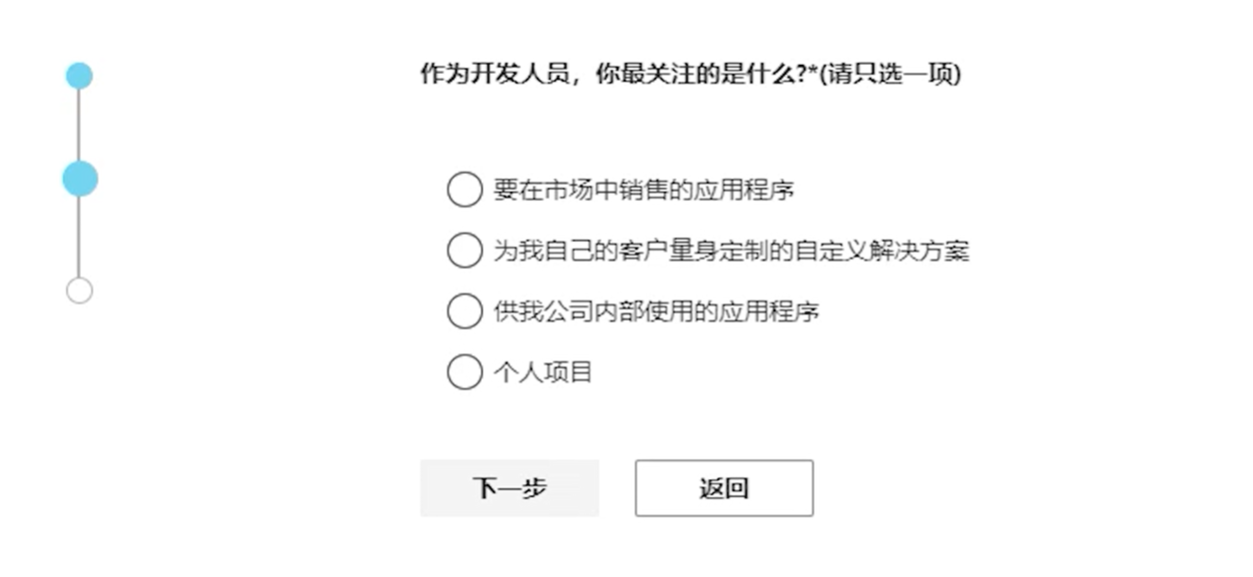 作为开发人员，你最关注的是什么?*(请只选一项)
要在市场中销售的应用程序
为我自己的客户量身定制的自定义解决方案
供我公司内部使用的应用程序
个人项目
下一步
返回